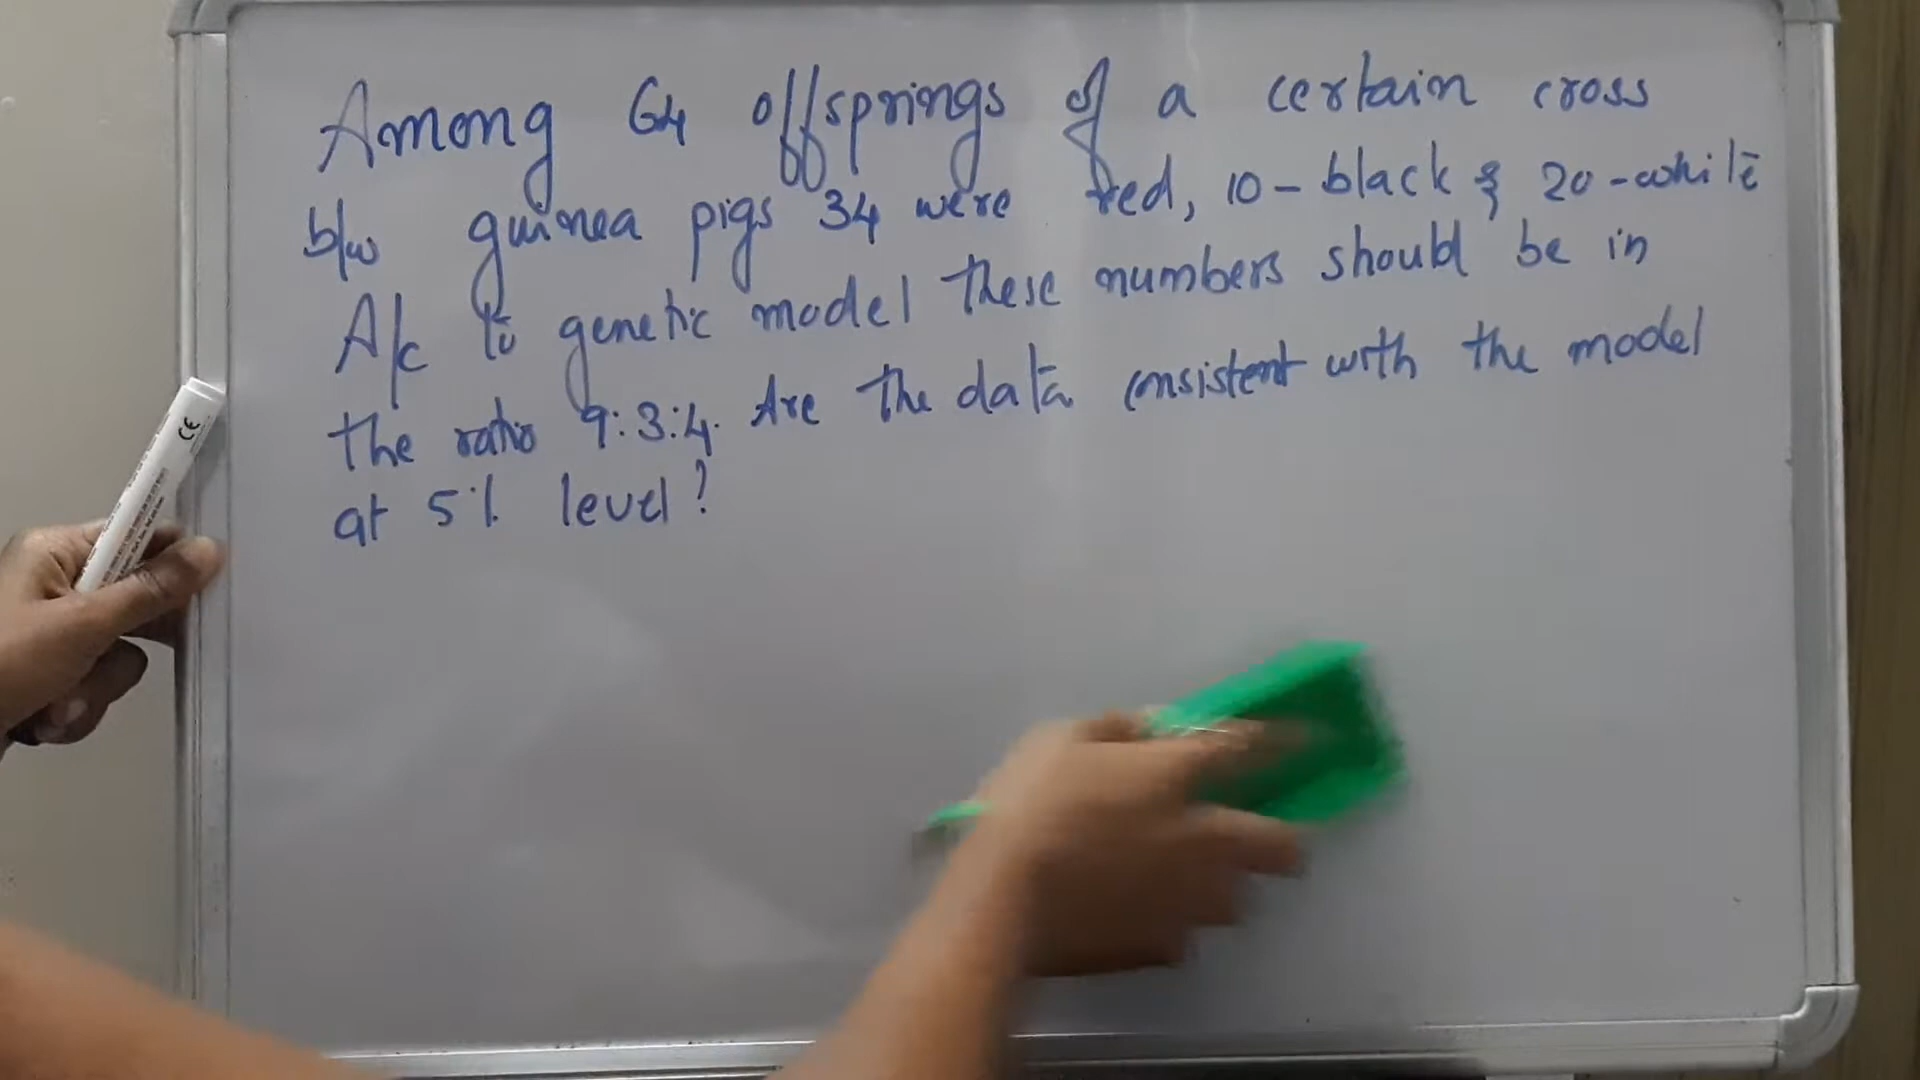 Among 64 offsprings of a certain cross
b/w guinea pigs 34 were red, 10 - black & 20 - white
A/c to genetic model these numbers should be in
the ratio 9:3:4. Are the data consistent with the model
at 5% level?
CE